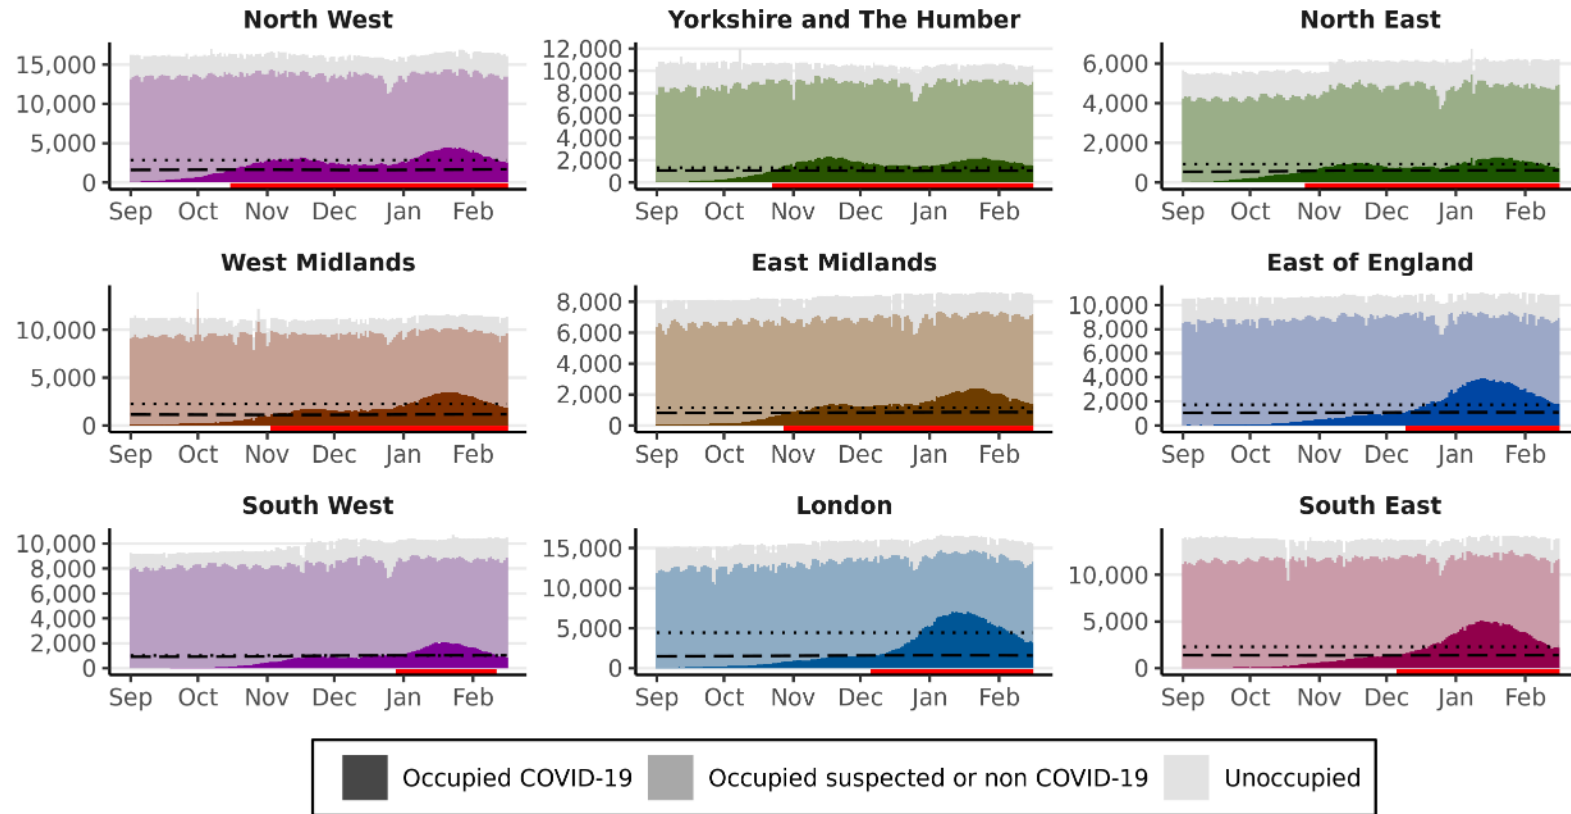 North West
Yorkshire and The Humber
North East
15,000
10,000
5,000
0
Sep Oct Nov Dec Jan Feb
12,000
10,000
8,000
6,000
4,000
2,000
0
Sep Oct Nov Dec Jan Feb
6,000
4,000
2,000
0
Sep Oct Nov Dec Jan Feb
West Midlands
East Midlands
East of England
10,000
5,000
0
Sep Oct Nov Dec Jan Feb
8,000
6,000
4,000
2,000
0
Sep Oct Nov Dec Jan Feb
10,000
8,000
6,000
4,000
2,000
0
Sep Oct Nov Dec Jan Feb
South West
London
South East
10,000
8,000
6,000
4,000
2,000
0
Sep Oct Nov Dec Jan Feb
15,000
10,000
5,000
0
Sep Oct Nov Dec Jan Feb
10,000
5,000
0
Sep Oct Nov Dec Jan Feb
Occupied COVID-19 Occupied suspected or non COVID-19 Unoccupied